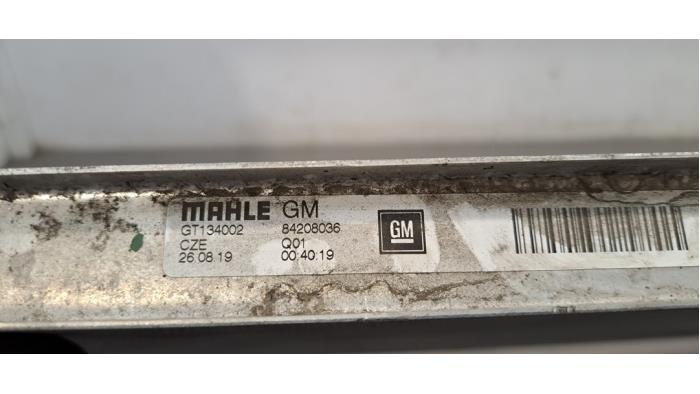 MAHLE GM
GT134002 84208036 GM
CZE Q01
26.08.19 00:40:19